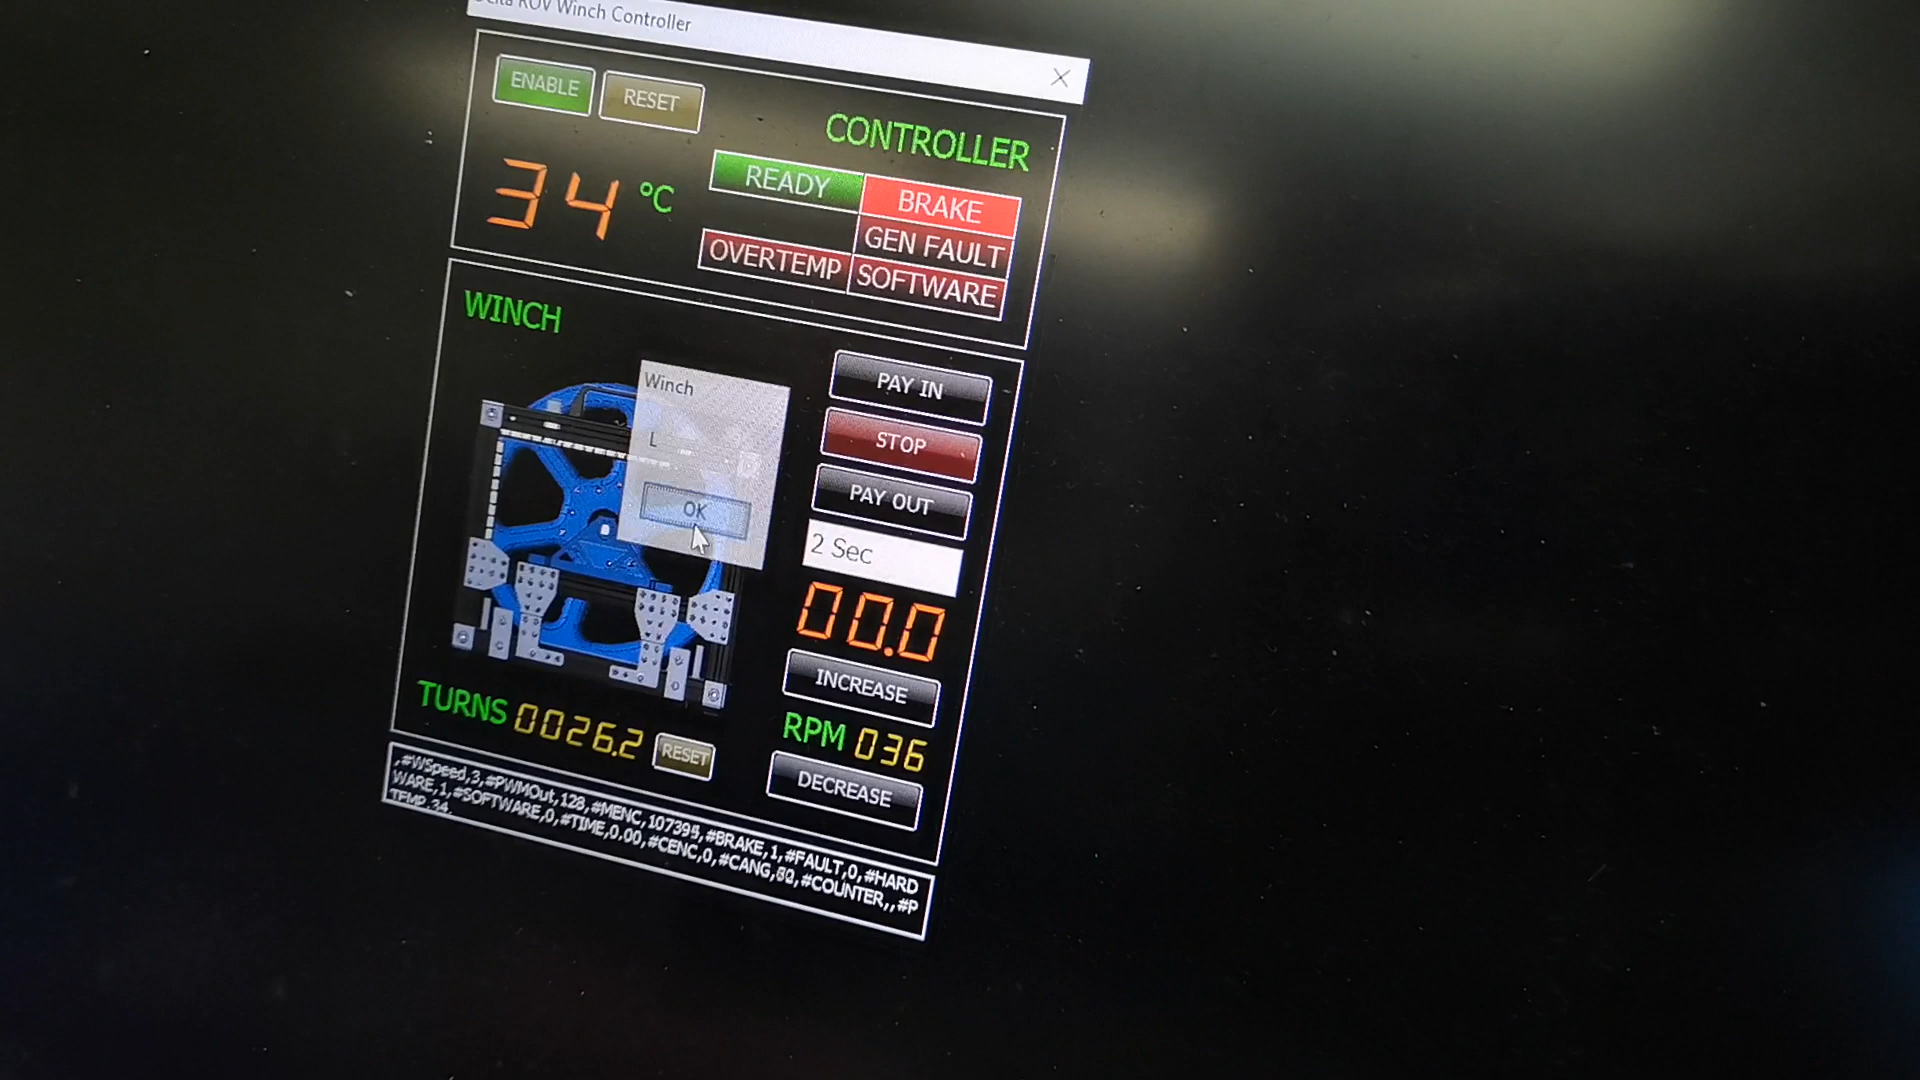 Delta ROV Winch Controller
ENABLE
RESET
CONTROLLER
34 °C
READY
BRAKE
GEN FAULT
OVERTEMP
SOFTWARE
WINCH
Winch
L
OK
PAY IN
STOP
PAY OUT
2 Sec
00.0
INCREASE
RPM 036
DECREASE
TURNS 0026.2
RESET
,#WSpeed,3,#PWMOut,128,#MENC,107395,#BRAKE,1,#FAULT,0,#HARD
WARE,1,#SOFTWARE,0,#TIME,0.00,#CENC,0,#CANG,,#COUNTER,,#P
TEMP,34,